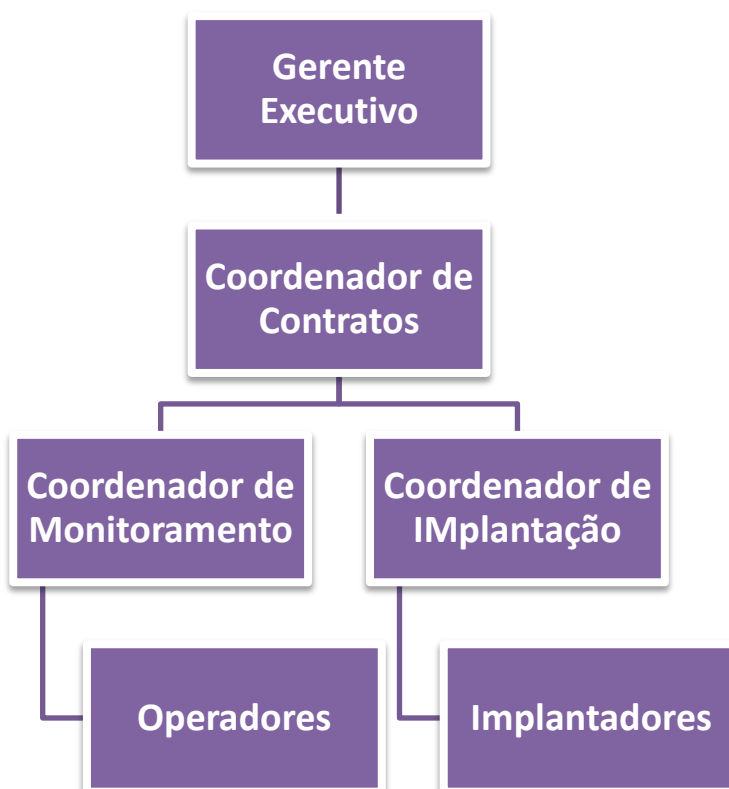 Gerente
Executivo
Coordenador de
Contratos
Coordenador de
Monitoramento
Coordenador de
IMplantação
Operadores
Implantadores